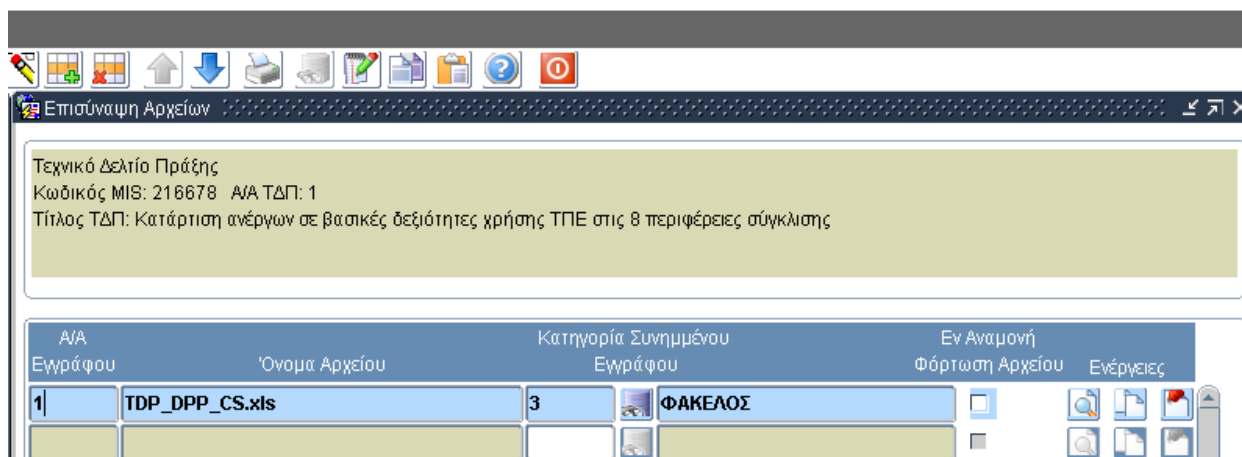 Επισύναψη Αρχείων
Τεχνικό Δελτίο Πράξης
Κωδικός MIS: 216678 Α/Α ΤΔΠ: 1
Τίτλος ΤΔΠ: Κατάρτιση ανέργων σε βασικές δεξιότητες χρήσης ΤΠΕ στις 8 περιφέρειες σύγκλισης
Α/Α Εγγράφου Όνομα Αρχείου Κατηγορία Συνημμένου Εγγράφου Εν Αναμονή Φόρτωση Αρχείου Ενέργειες
1 TDP_DPP_CS.xls 3 ΦΑΚΕΛΟΣ